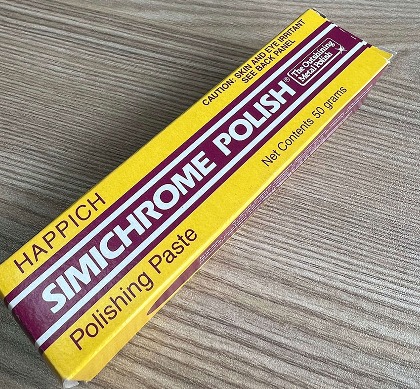 CAUTION: SKIN AND EYE IRRITANT
SEE BACK PANEL
HAPPICH
SIMICHROME POLISH®
The Outshining
Metal Polish
Polishing Paste
Net Contents 50 grams